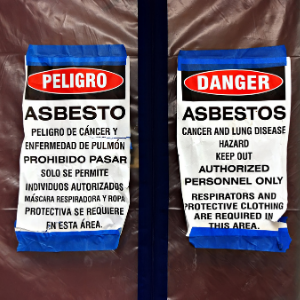 PELIGRO
ASBESTO
PELIGRO DE CÁNCER Y
ENFERMEDAD DE PULMÓN
PROHIBIDO PASAR
SOLO SE PERMITE
INDIVIDUOS AUTORIZADOS
MÁSCARA RESPIRADORA Y ROPA
PROTECTIVA SE REQUIERE
EN ESTA ÁREA.
DANGER
ASBESTOS
CANCER AND LUNG DISEASE
HAZARD
KEEP OUT
AUTHORIZED
PERSONNEL ONLY
RESPIRATORS AND
PROTECTIVE CLOTHING
ARE REQUIRED IN
THIS AREA.